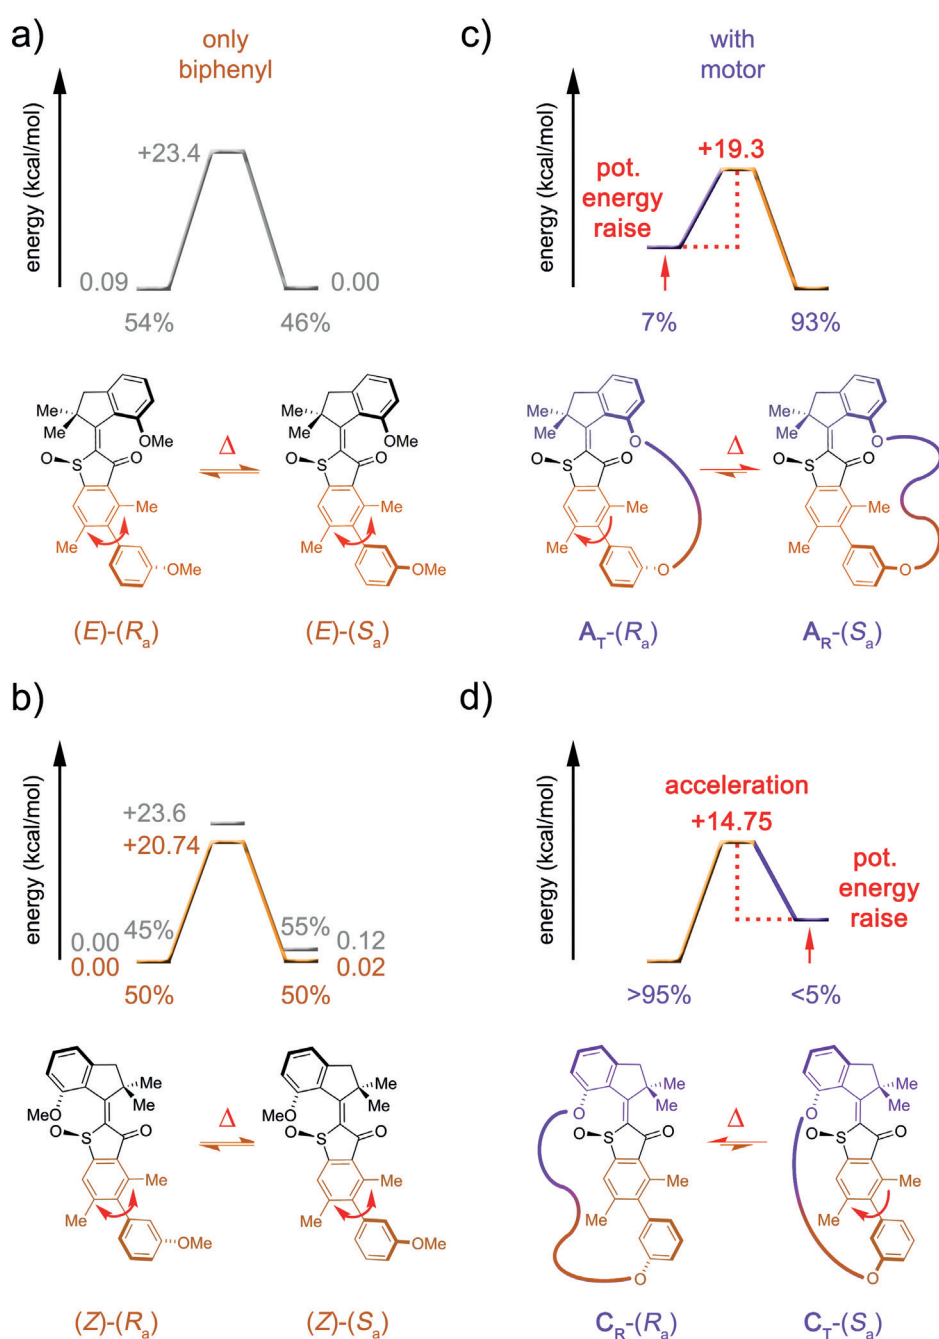 a)
only
biphenyl
energy (kcal/mol)
+23.4
0.09
0.00
54%
46%
Me
Me
OMe
O
S
O
Me
Me
OMe
(E)-(Ra)
Δ
Me
Me
OMe
O
S
O
Me
Me
OMe
(E)-(Sa)
c)
with
motor
energy (kcal/mol)
+19.3
pot.
energy
raise
7%
93%
Me
Me
O
O
S
O
Me
Me
O
AT-(Ra)
Δ
Me
Me
O
O
S
O
Me
Me
O
AR-(Sa)
b)
energy (kcal/mol)
+23.6
+20.74
45%
55%
0.00
0.12
0.00
0.02
50%
50%
Me
Me
MeO
O
S
O
Me
Me
OMe
(Z)-(Ra)
Δ
Me
Me
MeO
O
S
O
Me
Me
OMe
(Z)-(Sa)
d)
energy (kcal/mol)
acceleration
+14.75
pot.
energy
raise
>95%
<5%
Me
Me
O
O
S
O
Me
Me
O
CR-(Ra)
Δ
Me
Me
O
O
S
O
Me
Me
O
CT-(Sa)